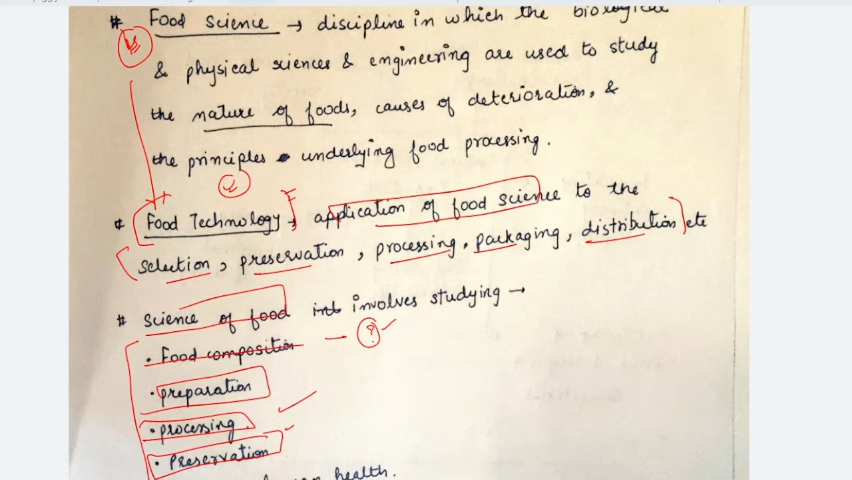 # Food Science → discipline in which the biological
& physical sciences & engineering are used to study
the nature of foods, causes of deterioration, &
the principles underlying food processing.
# Food Technology → application of food science to the
selection, preservation, processing, packaging, distribution etc
# Science of food involves studying →
• Food composition - ?
• preparation
• processing
• Preservation
health.